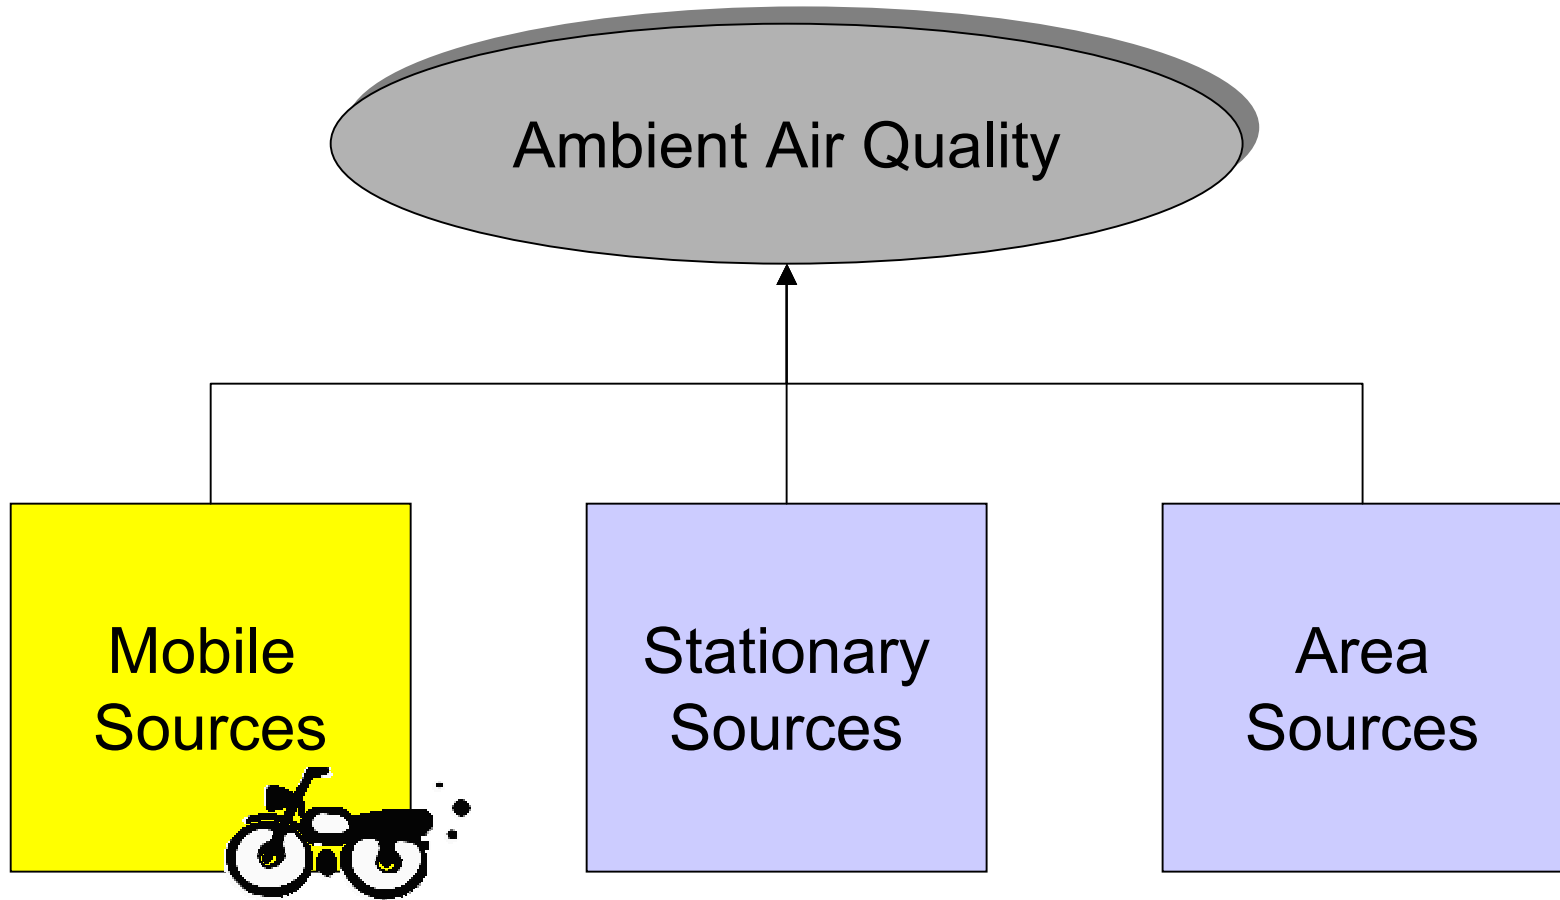 Ambient Air Quality
Mobile
Sources
Stationary
Sources
Area
Sources